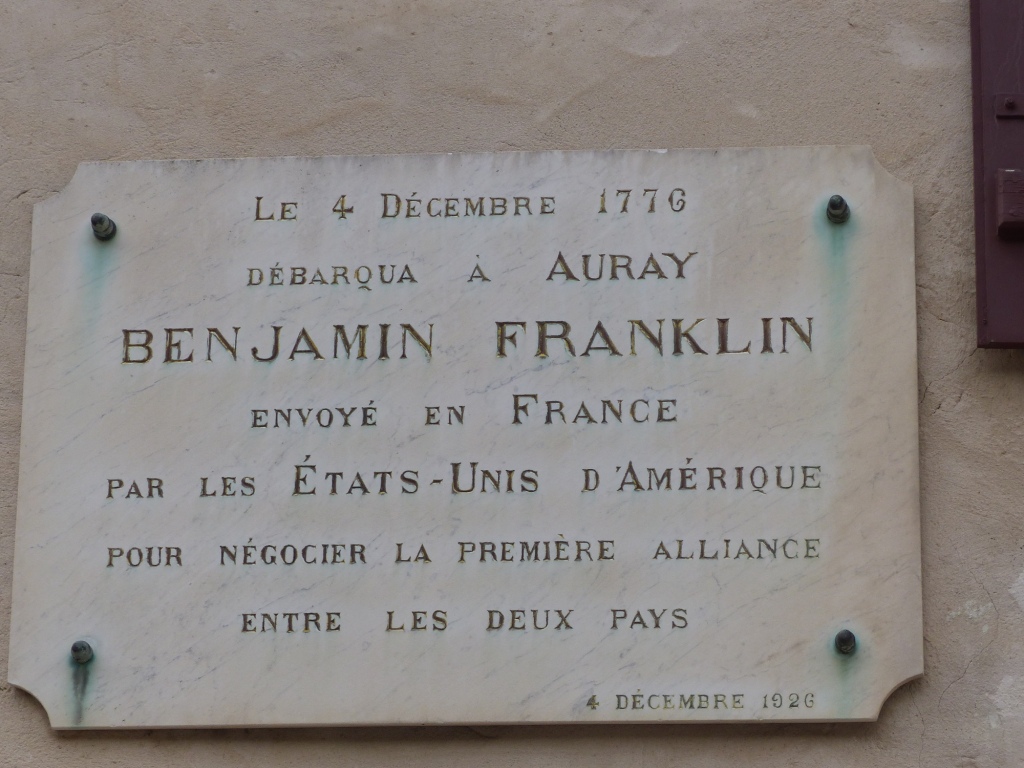 Le 4 Décembre 1776
débarqua à Auray
BENJAMIN FRANKLIN
envoyé en France
par les États-Unis d'Amérique
pour négocier la première alliance
entre les deux pays
4 décembre 1926